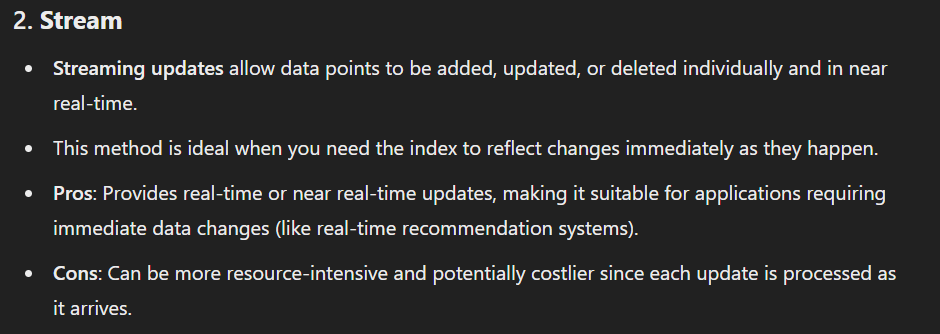 2. Stream
• Streaming updates allow data points to be added, updated, or deleted individually and in near
real-time.
• This method is ideal when you need the index to reflect changes immediately as they happen.
• Pros: Provides real-time or near real-time updates, making it suitable for applications requiring
immediate data changes (like real-time recommendation systems).
• Cons: Can be more resource-intensive and potentially costlier since each update is processed as
it arrives.